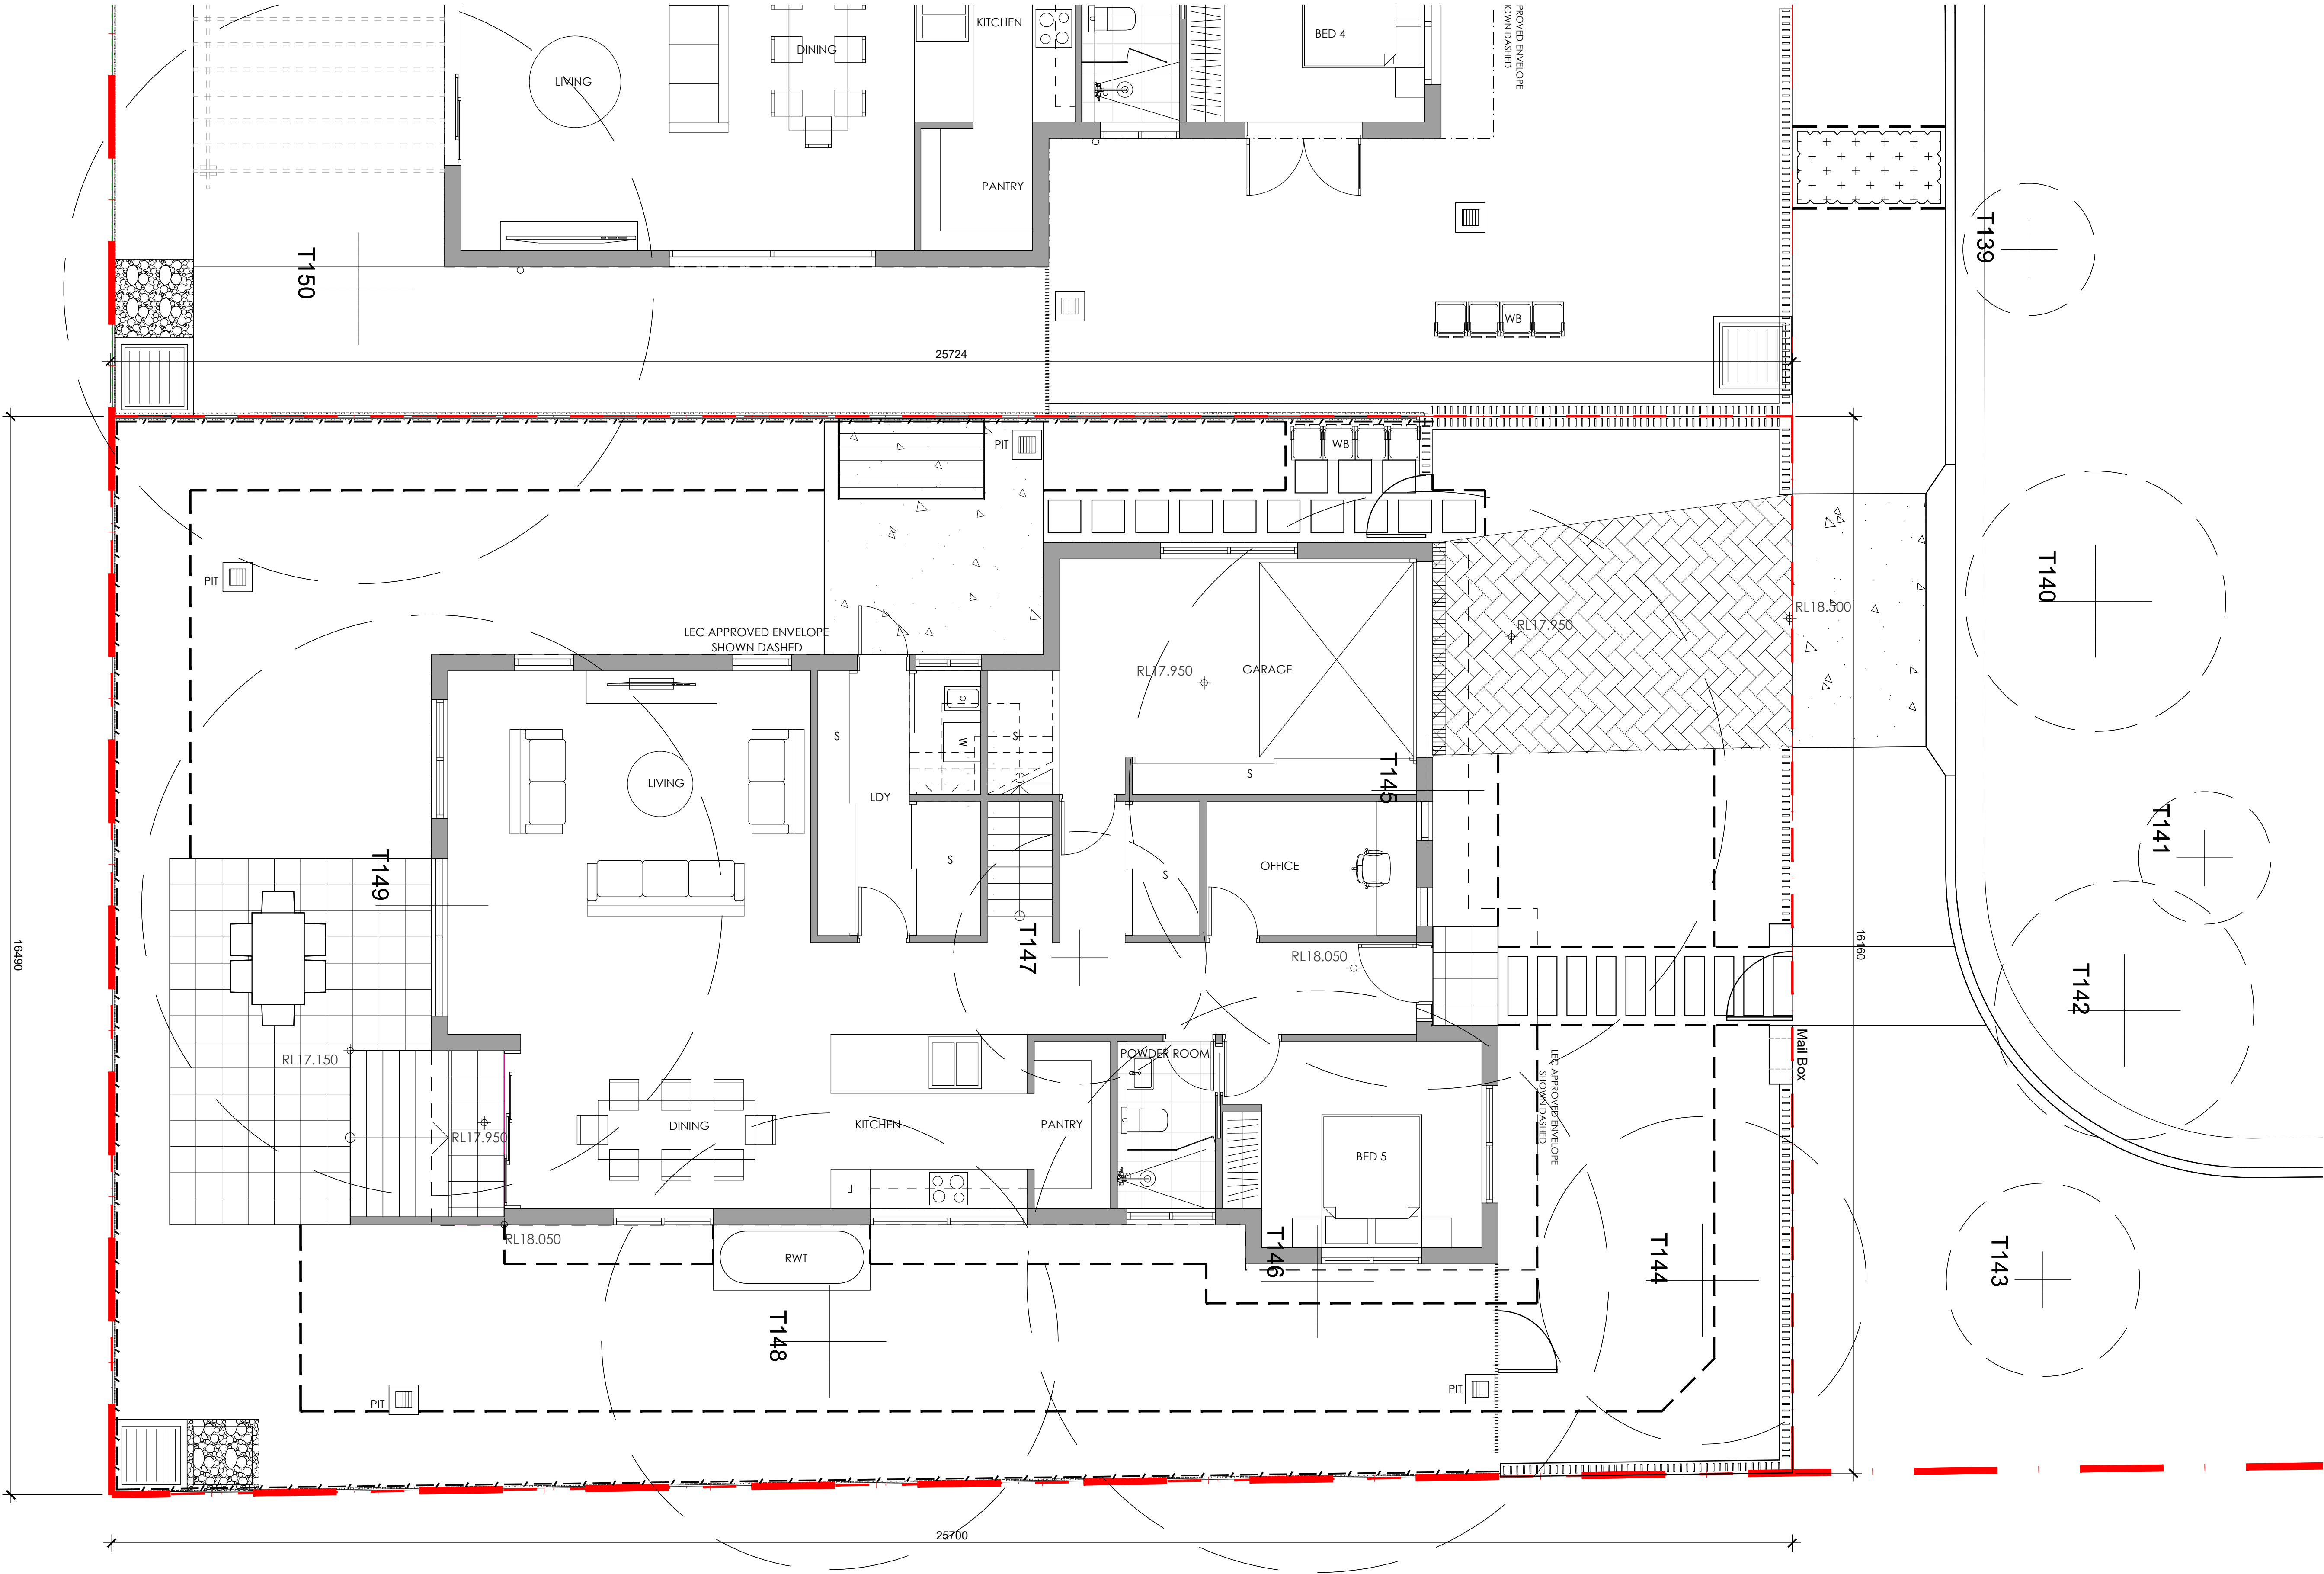 KITCHEN
BED 4
PROVED ENVELOPE
OWN DASHED
DINING
LIVING
PANTRY
T139
T150
WB
25724
PIT
WB
T140
PIT
LEC APPROVED ENVELOPE
SHOWN DASHED
RL18.500
RL17.950
RL17.950
GARAGE
S
S
W
LIVING
S
T145
LDY
T141
OFFICE
S
S
T149
16490
T147
RL18.050
16160
T142
RL17.150
POWDER ROOM
Mail Box
LEC APPROVED ENVELOPE
SHOWN DASHED
RL17.950
DINING
KITCHEN
PANTRY
BED 5
F
RL18.050
RWT
T146
T144
T143
T148
PIT
PIT
25700